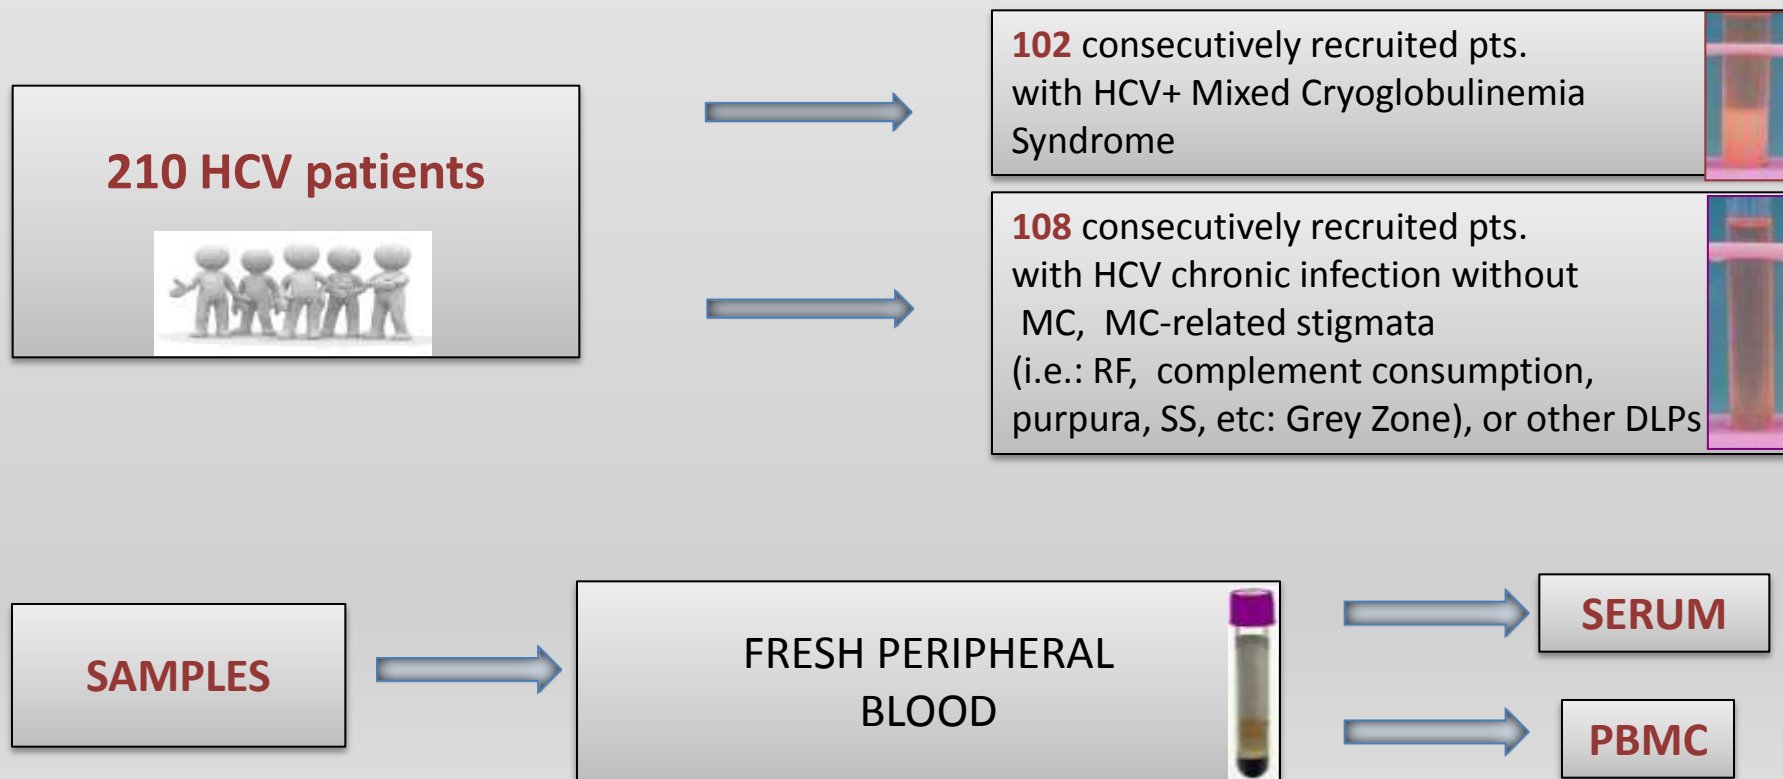 210 HCV patients
102 consecutively recruited pts.
with HCV+ Mixed Cryoglobulinemia
Syndrome
108 consecutively recruited pts.
with HCV chronic infection without
MC, MC-related stigmata
(i.e.: RF, complement consumption,
purpura, SS, etc: Grey Zone), or other DLPs
SAMPLES
FRESH PERIPHERAL
BLOOD
SERUM
PBMC